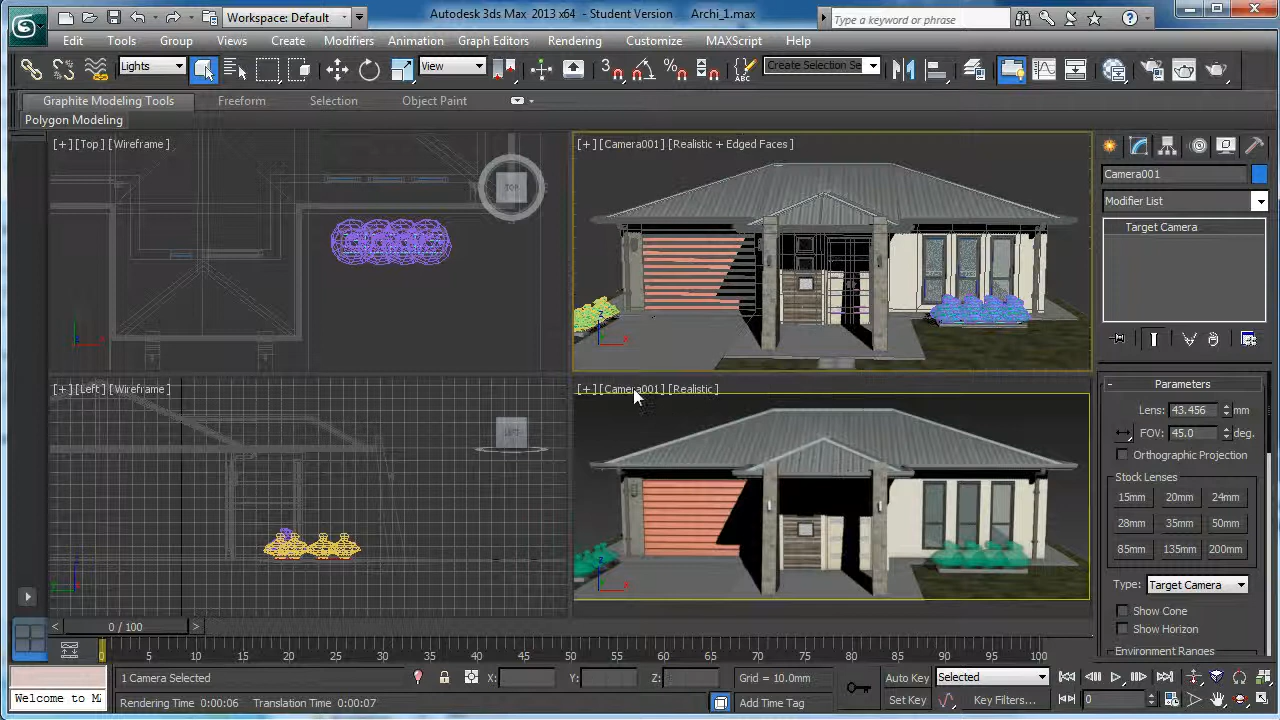 Workspace: Default
Autodesk 3ds Max 2013 x64 - Student Version Archi_1.max
Type a keyword or phrase
Edit Tools Group Views Create Modifiers Animation Graph Editors Rendering Customize MAXScript Help
Lights
View
3
Create Selection Se
Graphite Modeling Tools Freeform Selection Object Paint
Polygon Modeling
[+] [Top] [Wireframe]
TOP
[+] [Camera001] [Realistic + Edged Faces]
[+] [Left] [Wireframe]
LEFT
[+] [Camera001] [Realistic]
Camera001
Modifier List
Target Camera
- Parameters
Lens: 43.456 mm
FOV: 45.0 deg.
Orthographic Projection
Stock Lenses
15mm 20mm 24mm
28mm 35mm 50mm
85mm 135mm 200mm
Type: Target Camera
Show Cone
Show Horizon
Environment Ranges
< 0 / 100 >
0 5 10 15 20 25 30 35 40 45 50 55 60 65 70 75 80 85 90 95 100
1 Camera Selected
X: Y: Z:
Grid = 10.0mm
Auto Key Selected
Welcome to M
Rendering Time 0:00:06 Translation Time 0:00:07
Add Time Tag
Set Key Key Filters...
0